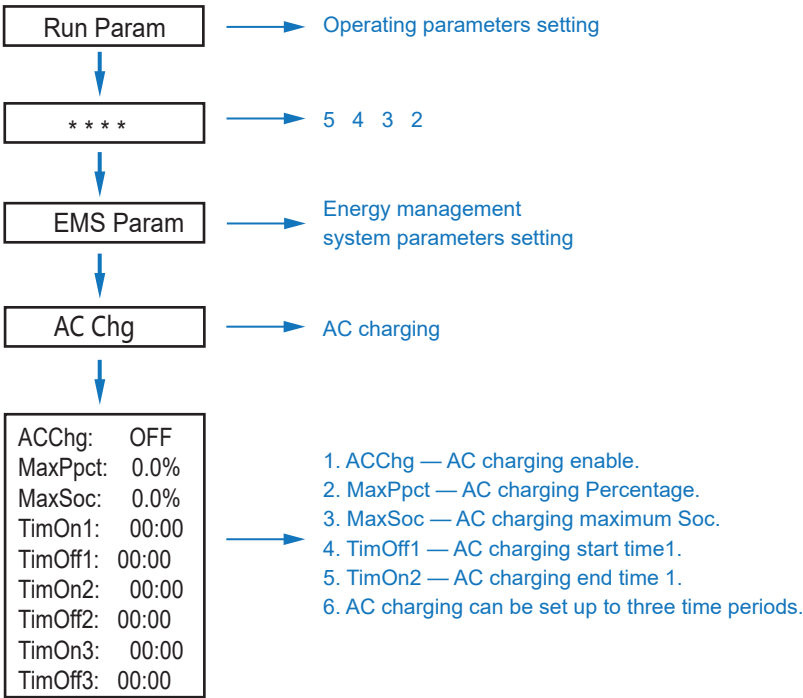 Run Param
Operating parameters setting
* * * *
5 4 3 2
EMS Param
Energy management
system parameters setting
AC Chg
AC charging
ACChg: OFF
MaxPpct: 0.0%
MaxSoc: 0.0%
TimOn1: 00:00
TimOff1: 00:00
TimOn2: 00:00
TimOff2: 00:00
TimOn3: 00:00
TimOff3: 00:00
1. ACChg — AC charging enable.
2. MaxPpct — AC charging Percentage.
3. MaxSoc — AC charging maximum Soc.
4. TimOff1 — AC charging start time1.
5. TimOn2 — AC charging end time 1.
6. AC charging can be set up to three time periods.